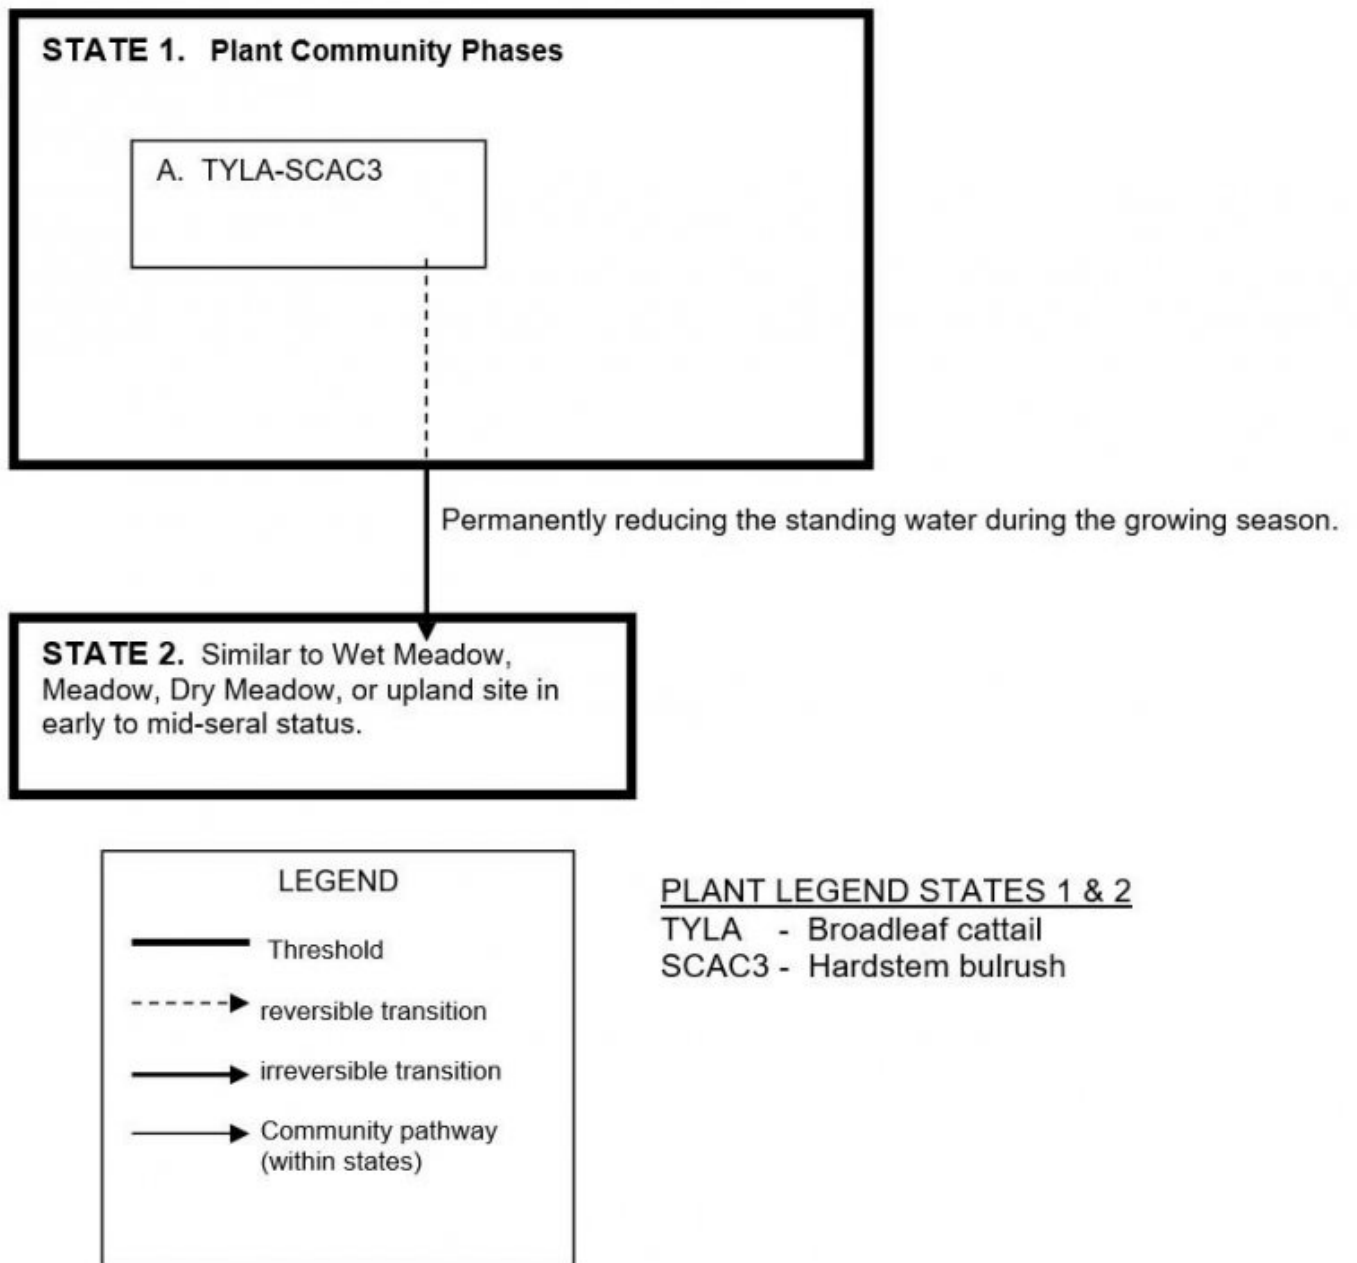 STATE 1. Plant Community Phases
A. TYLA-SCAC3
Permanently reducing the standing water during the growing season.
STATE 2. Similar to Wet Meadow,
Meadow, Dry Meadow, or upland site in
early to mid-seral status.
LEGEND
Threshold
reversible transition
irreversible transition
Community pathway
(within states)
PLANT LEGEND STATES 1 & 2
TYLA - Broadleaf cattail
SCAC3 - Hardstem bulrush